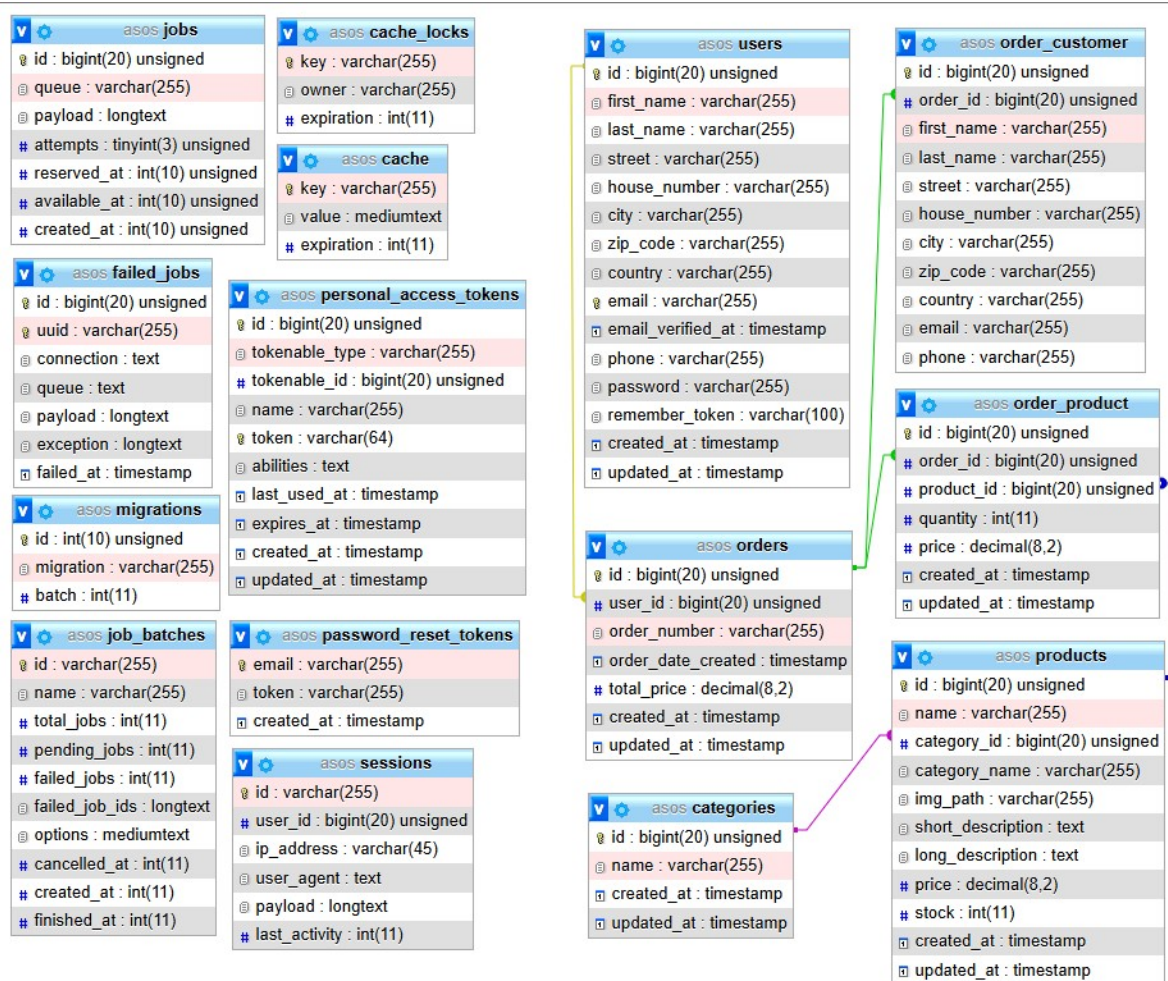 asos jobs
id : bigint(20) unsigned
queue : varchar(255)
payload : longtext
attempts : tinyint(3) unsigned
reserved_at : int(10) unsigned
available_at : int(10) unsigned
created_at : int(10) unsigned
asos cache_locks
key : varchar(255)
owner : varchar(255)
expiration : int(11)
asos cache
key : varchar(255)
value : mediumtext
expiration : int(11)
asos failed_jobs
id : bigint(20) unsigned
uuid : varchar(255)
connection : text
queue : text
payload : longtext
exception : longtext
failed_at : timestamp
asos personal_access_tokens
id : bigint(20) unsigned
tokenable_type : varchar(255)
tokenable_id : bigint(20) unsigned
name : varchar(255)
token : varchar(64)
abilities : text
last_used_at : timestamp
expires_at : timestamp
created_at : timestamp
updated_at : timestamp
asos migrations
id : int(10) unsigned
migration : varchar(255)
batch : int(11)
asos job_batches
id : varchar(255)
name : varchar(255)
total_jobs : int(11)
pending_jobs : int(11)
failed_jobs : int(11)
failed_job_ids : longtext
options : mediumtext
cancelled_at : int(11)
created_at : int(11)
finished_at : int(11)
asos password_reset_tokens
email : varchar(255)
token : varchar(255)
created_at : timestamp
asos sessions
id : varchar(255)
user_id : bigint(20) unsigned
ip_address : varchar(45)
user_agent : text
payload : longtext
last_activity : int(11)
asos users
id : bigint(20) unsigned
first_name : varchar(255)
last_name : varchar(255)
street : varchar(255)
house_number : varchar(255)
city : varchar(255)
zip_code : varchar(255)
country : varchar(255)
email : varchar(255)
email_verified_at : timestamp
phone : varchar(255)
password : varchar(255)
remember_token : varchar(100)
created_at : timestamp
updated_at : timestamp
asos orders
id : bigint(20) unsigned
user_id : bigint(20) unsigned
order_number : varchar(255)
order_date_created : timestamp
total_price : decimal(8,2)
created_at : timestamp
updated_at : timestamp
asos categories
id : bigint(20) unsigned
name : varchar(255)
created_at : timestamp
updated_at : timestamp
asos order_customer
id : bigint(20) unsigned
order_id : bigint(20) unsigned
first_name : varchar(255)
last_name : varchar(255)
street : varchar(255)
house_number : varchar(255)
city : varchar(255)
zip_code : varchar(255)
country : varchar(255)
email : varchar(255)
phone : varchar(255)
asos order_product
id : bigint(20) unsigned
order_id : bigint(20) unsigned
product_id : bigint(20) unsigned
quantity : int(11)
price : decimal(8,2)
created_at : timestamp
updated_at : timestamp
asos products
id : bigint(20) unsigned
name : varchar(255)
category_id : bigint(20) unsigned
category_name : varchar(255)
img_path : varchar(255)
short_description : text
long_description : text
price : decimal(8,2)
stock : int(11)
created_at : timestamp
updated_at : timestamp